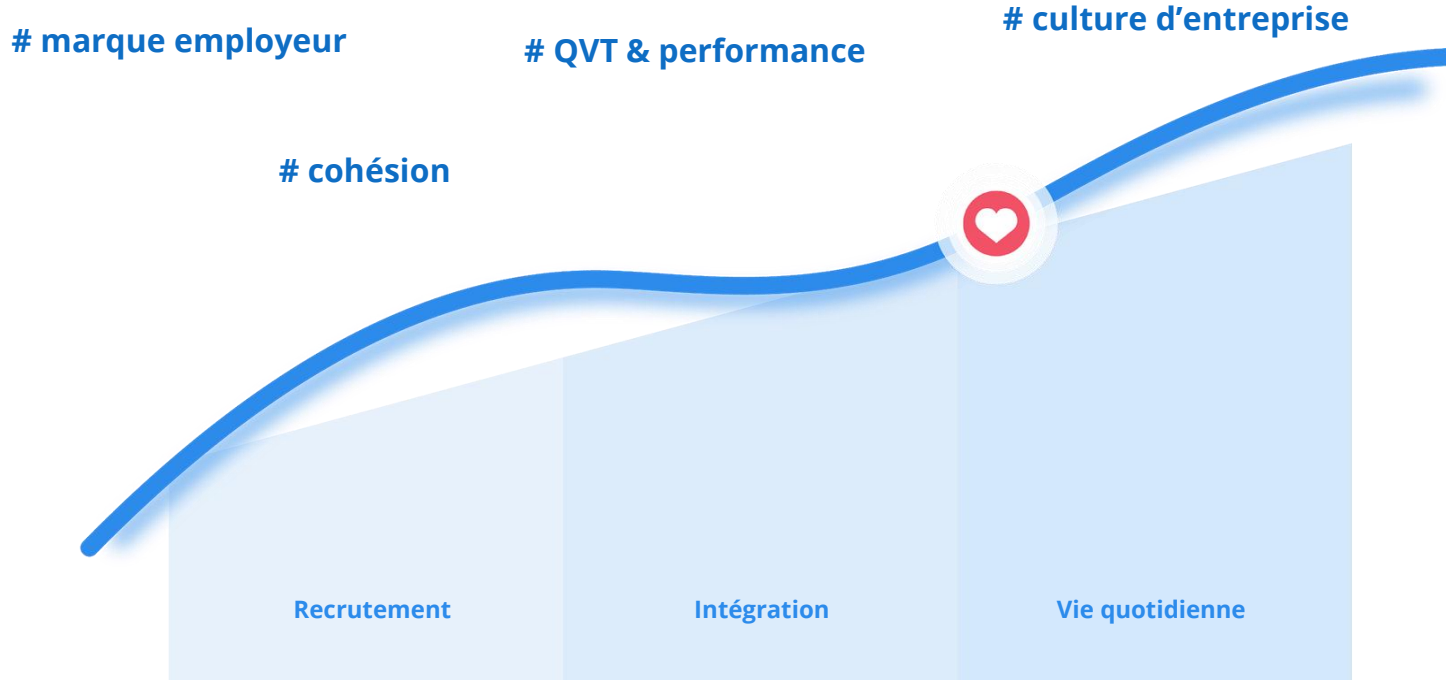 # marque employeur
# QVT & performance
# culture d’entreprise
# cohésion
Recrutement
Intégration
Vie quotidienne